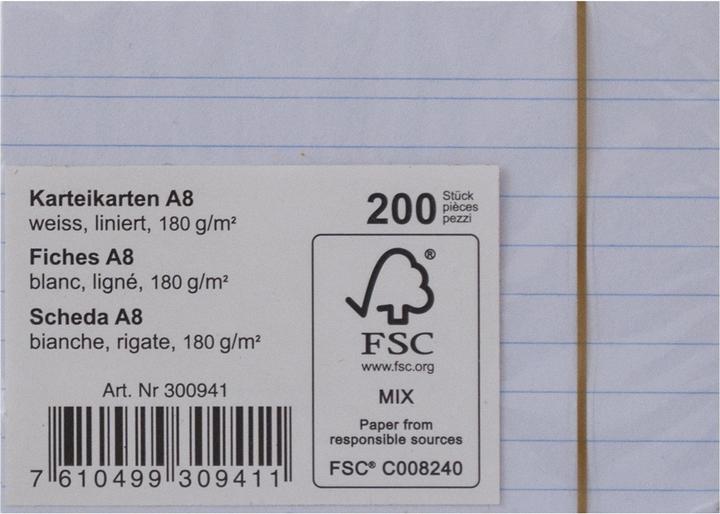 Karteikarten A8
weiss, liniert, 180 g/m²
Fiches A8
blanc, ligné, 180 g/m²
Scheda A8
bianche, rigate, 180 g/m²
Art. Nr 300941
7 610499 309411
200 Stück
pièces
pezzi
®
FSC
www.fsc.org
MIX
Paper from
responsible sources
FSC® C008240